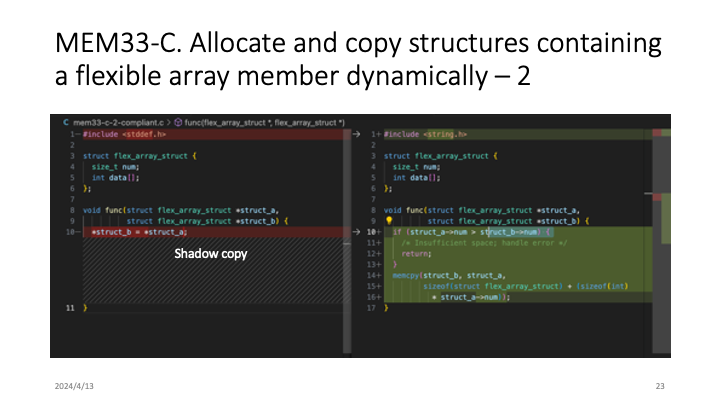 MEM33-C. Allocate and copy structures containing
a flexible array member dynamically – 2
C mem33-c-2-compliant.c > func(flex_array_struct *, flex_array_struct *)
1− #include <stddef.h>
2
3 struct flex_array_struct {
4 size_t num;
5 int data[];
6 };
7
8 void func(struct flex_array_struct *struct_a,
9 struct flex_array_struct *struct_b) {
10− *struct_b = *struct_a;
Shadow copy
11 }
→ 1+ #include <string.h>
2
3 struct flex_array_struct {
4 size_t num;
5 int data[];
6 };
7
8 void func(struct flex_array_struct *struct_a,
9 struct flex_array_struct *struct_b) {
→ 10+ if (struct_a->num > struct_b->num) {
11+ /* Insufficient space; handle error */
12+ return;
13+ }
14+ memcpy(struct_b, struct_a,
15+ sizeof(struct flex_array_struct) + (sizeof(int)
16+ * struct_a->num));
17 }
2024/4/13
23